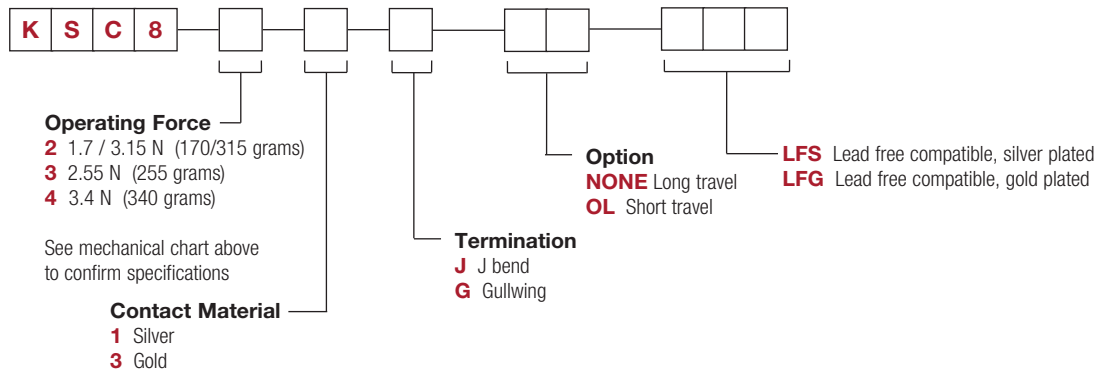 K S C 8
Operating Force
2 1.7 / 3.15 N (170/315 grams)
3 2.55 N (255 grams)
4 3.4 N (340 grams)
See mechanical chart above
to confirm specifications
Contact Material
1 Silver
3 Gold
Termination
J J bend
G Gullwing
Option
NONE Long travel
OL Short travel
LFS Lead free compatible, silver plated
LFG Lead free compatible, gold plated